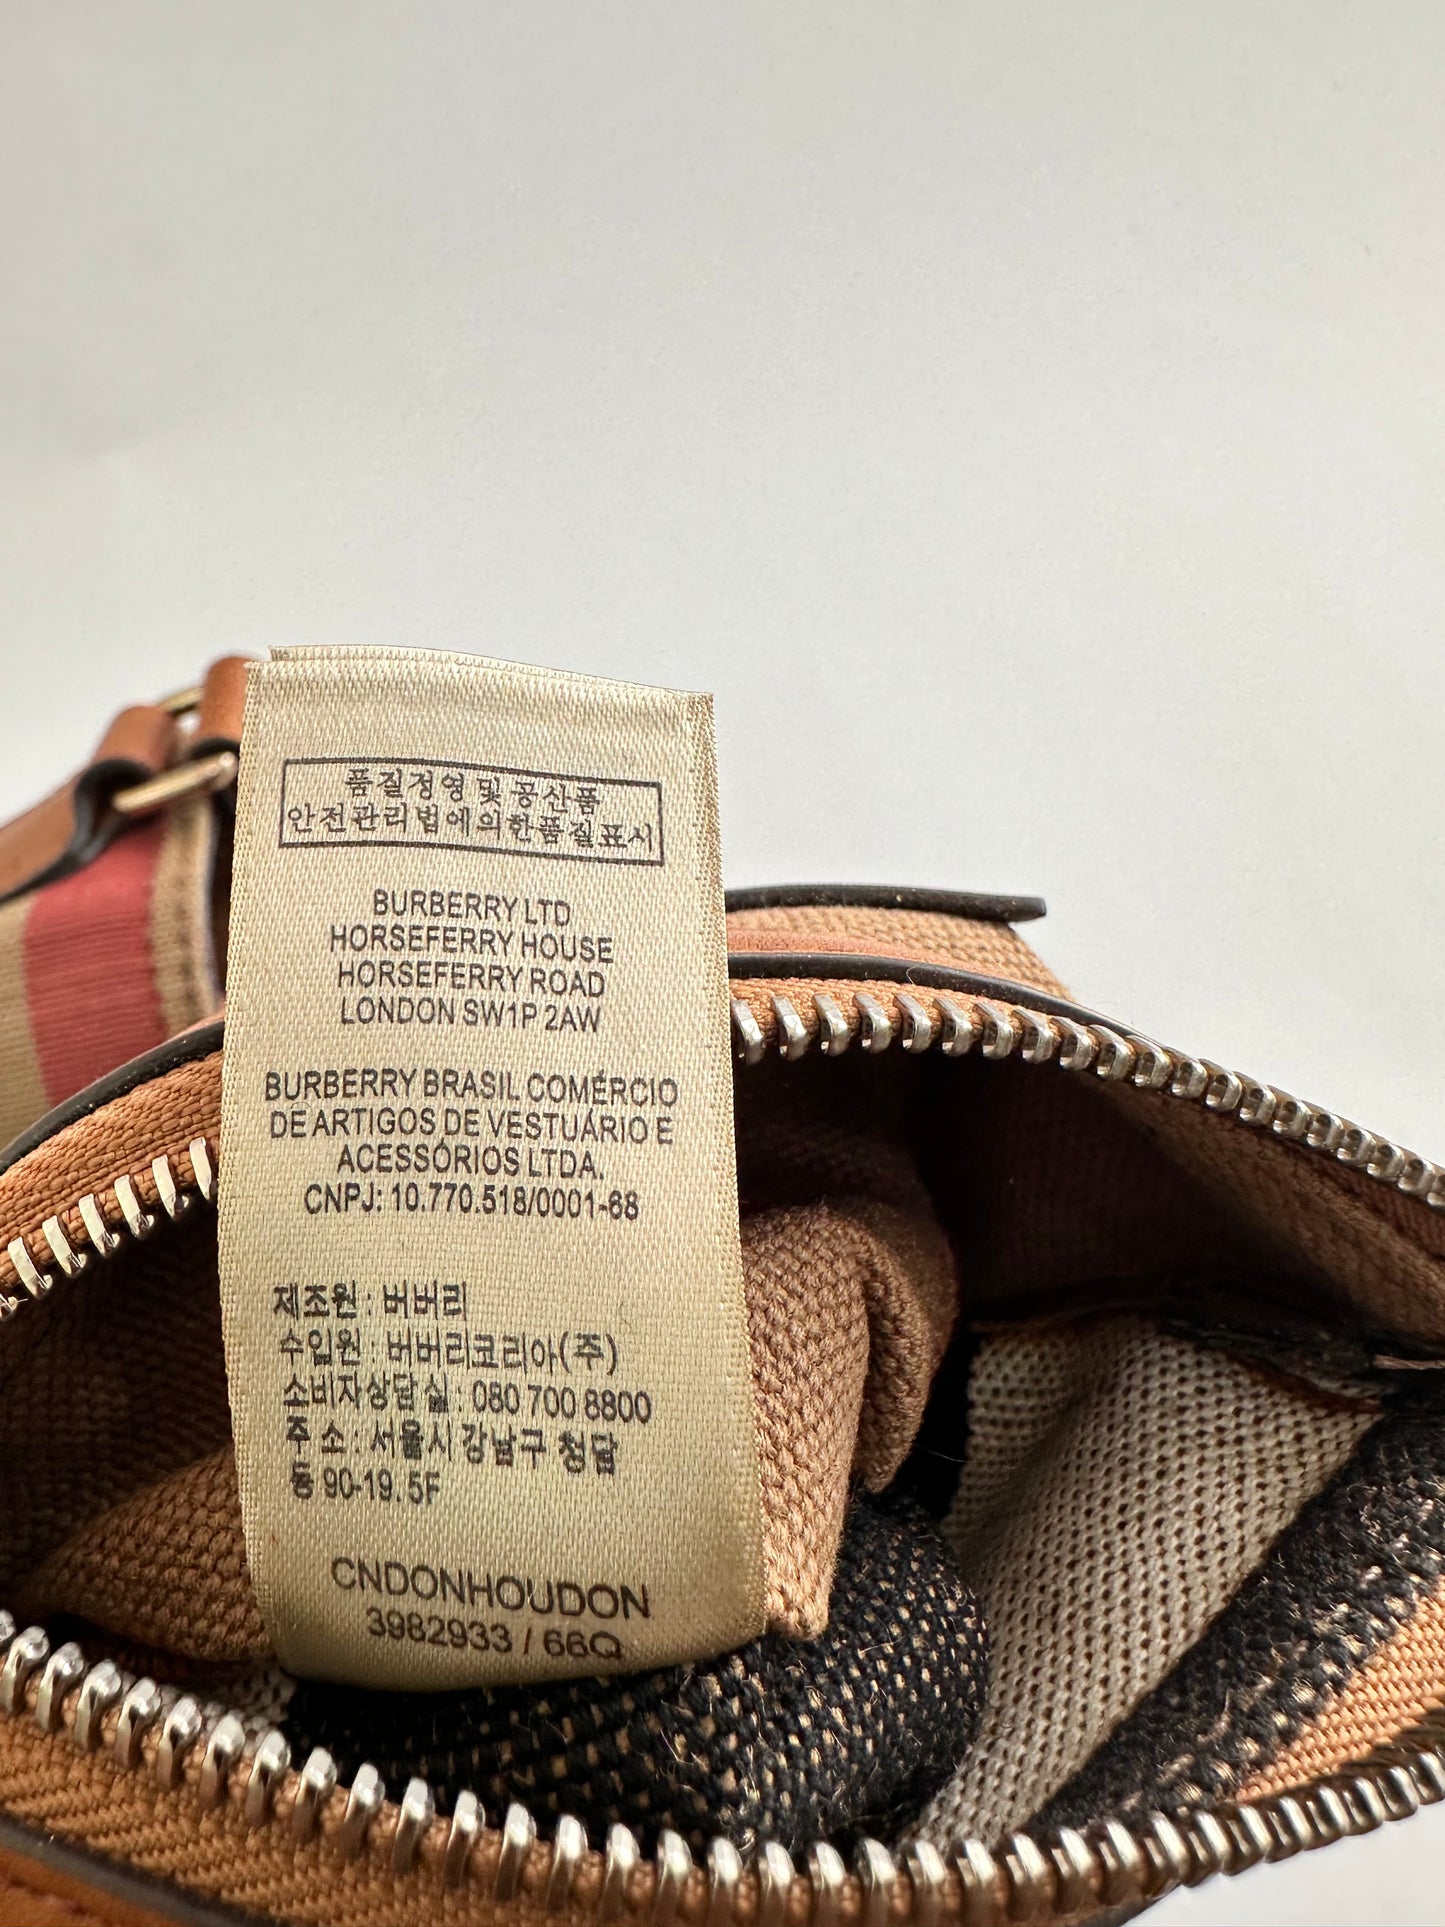 품질경영 및 공산품
안전관리법에의한품질표시
BURBERRY LTD
HORSEFERRY HOUSE
HORSEFERRY ROAD
LONDON SW1P 2AW
BURBERRY BRASIL COMÉRCIO
DE ARTIGOS DE VESTUÁRIO E
ACESSÓRIOS LTDA.
CNPJ: 10.770.518/0001-68
제조원 : 버버리
수입원 : 버버리코리아(주)
소비자상담실 : 080 700 8800
주 소 : 서울시 강남구 청담
동 90-19. 5F
CNDONHOUDON
3982933 / 66Q